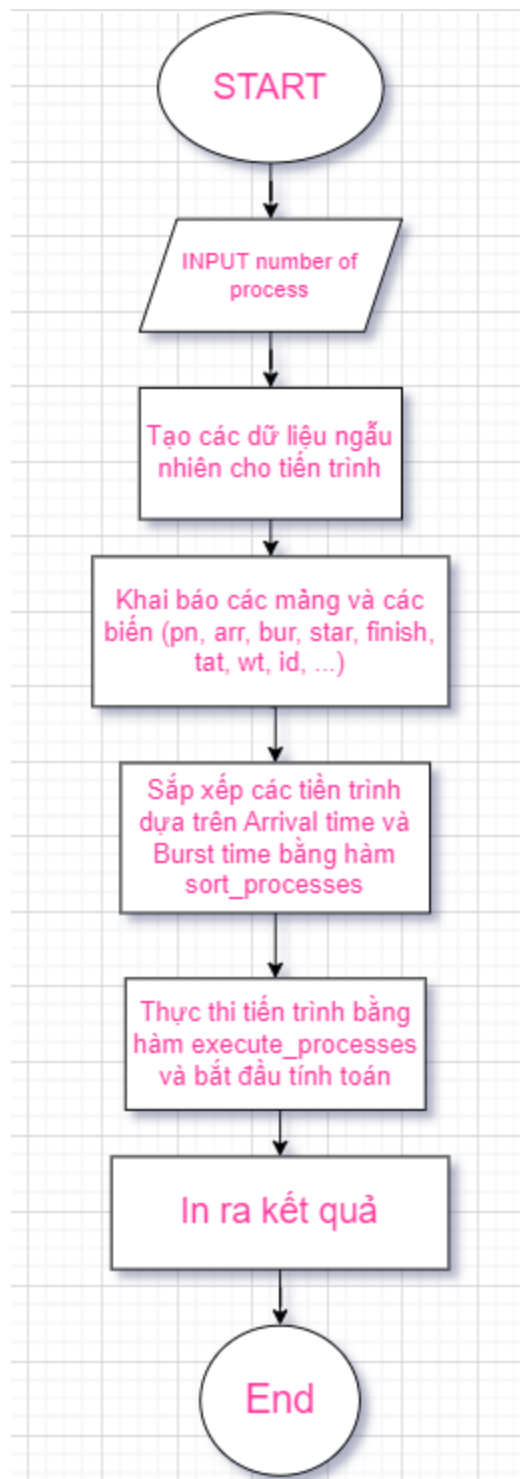 START
INPUT number of
process
Tạo các dữ liệu ngẫu
nhiên cho tiến trình
Khai báo các mảng và các
biến (pn, arr, bur, star, finish,
tat, wt, id, ...)
Sắp xếp các tiến trình
dựa trên Arrival time và
Burst time bằng hàm
sort_processes
Thực thi tiến trình bằng
hàm execute_processes
và bắt đầu tính toán
In ra kết quả
End